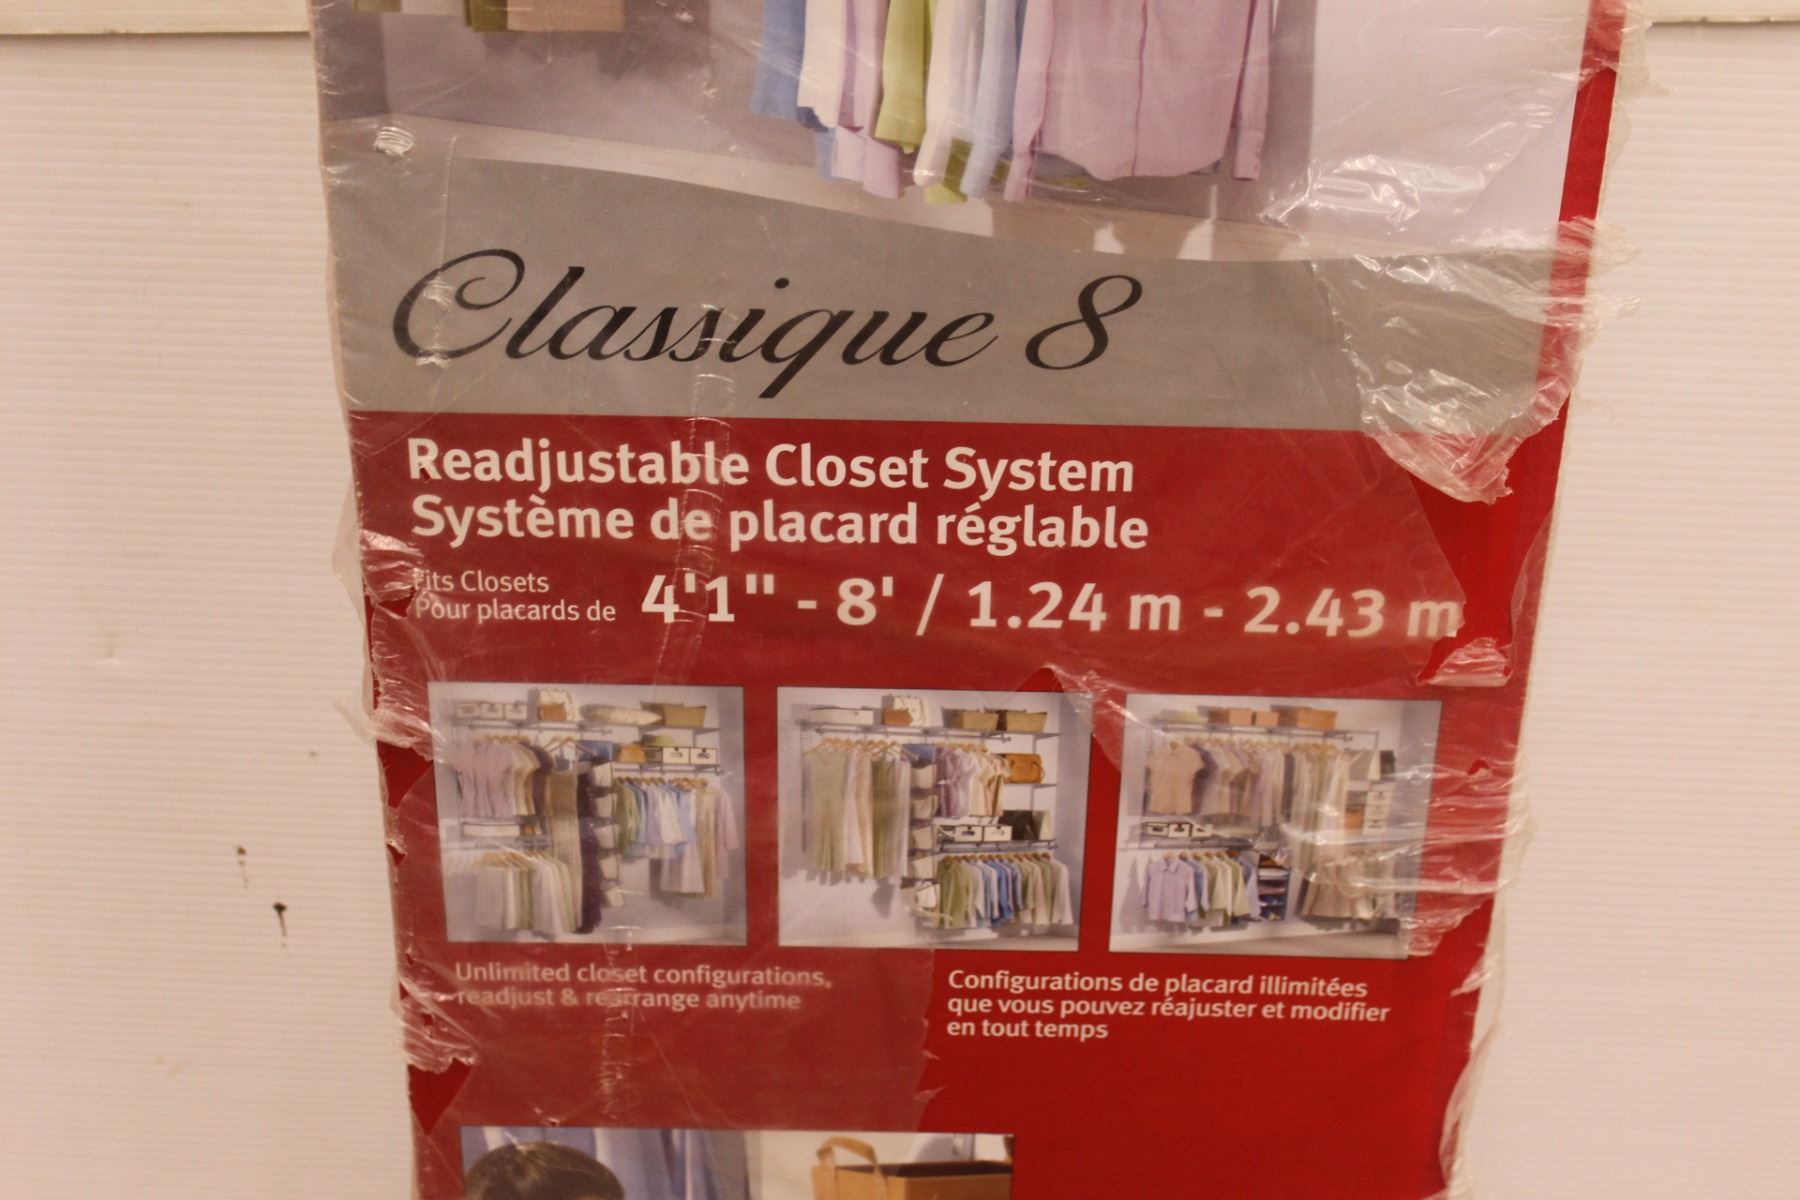 Classique 8
Readjustable Closet System
Système de placard réglable
Fits Closets
Pour placards de
4'1" - 8' / 1.24 m - 2.43 m
Unlimited closet configurations,
readjust & rearrange anytime
Configurations de placard illimitées
que vous pouvez réajuster et modifier
en tout temps